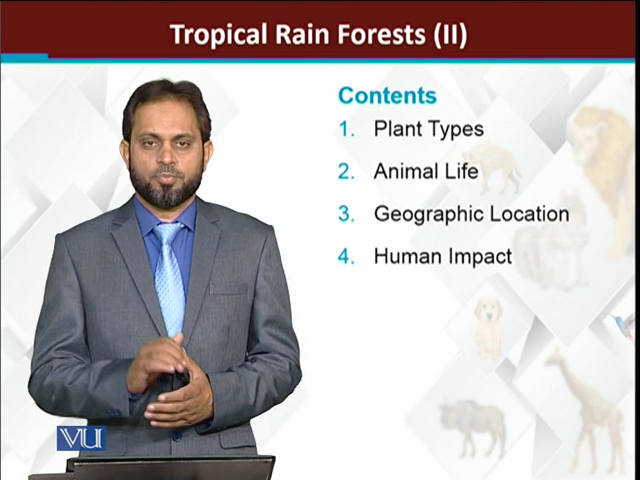 Tropical Rain Forests (II)
Contents
1. Plant Types
2. Animal Life
3. Geographic Location
4. Human Impact
VU